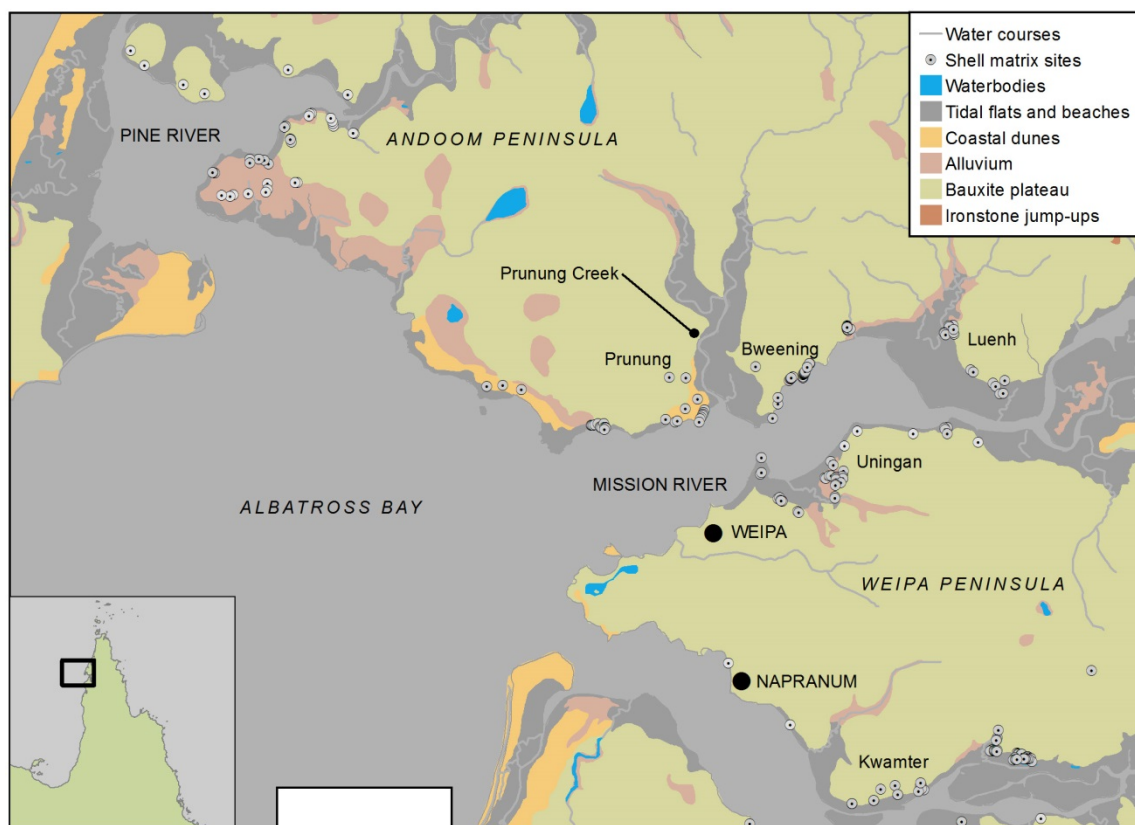 Water courses
Shell matrix sites
Waterbodies
Tidal flats and beaches
Coastal dunes
Alluvium
Bauxite plateau
Ironstone jump-ups
PINE RIVER
ANDOOM PENINSULA
Prunung Creek
Prunung
Bweening
Luenh
Uningan
MISSION RIVER
ALBATROSS BAY
WEIPA
WEIPA PENINSULA
NAPRANUM
Kwamter